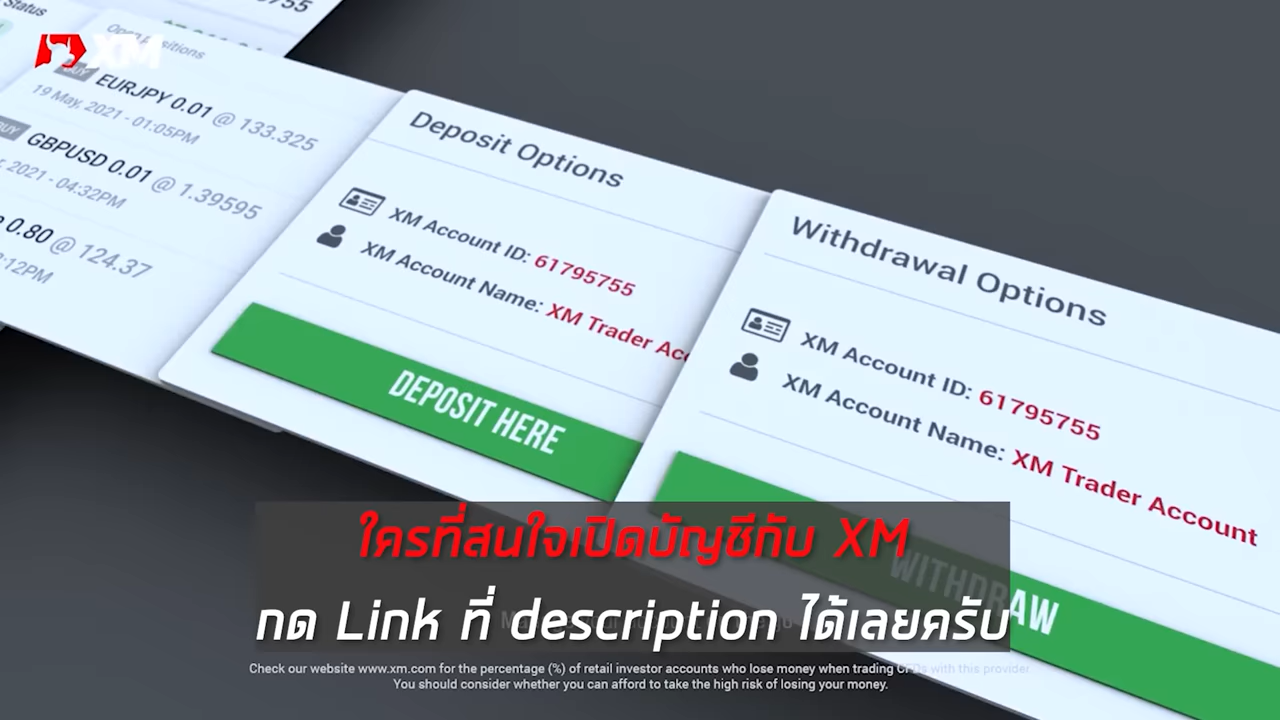 Status
XM
Open Positions
BUY EURJPY 0.01 @ 133.325
19 May, 2021 - 01:05PM
BUY GBPUSD 0.01 @ 1.39595
2021 - 04:32PM
0.80 @ 124.37
:12PM
Deposit Options
XM Account ID: 61795755
XM Account Name: XM Trader
DEPOSIT HERE
Withdrawal Options
XM Account ID: 61795755
XM Account Name: XM Trader Account
WITHDRAW
ใครที่สนใจเปิดบัญชีกับ XM
กด Link ที่ description ได้เลยครับ
Check our website www.xm.com for the percentage (%) of retail investor accounts who lose money when trading CFDs with this provider.
You should consider whether you can afford to take the high risk of losing your money.